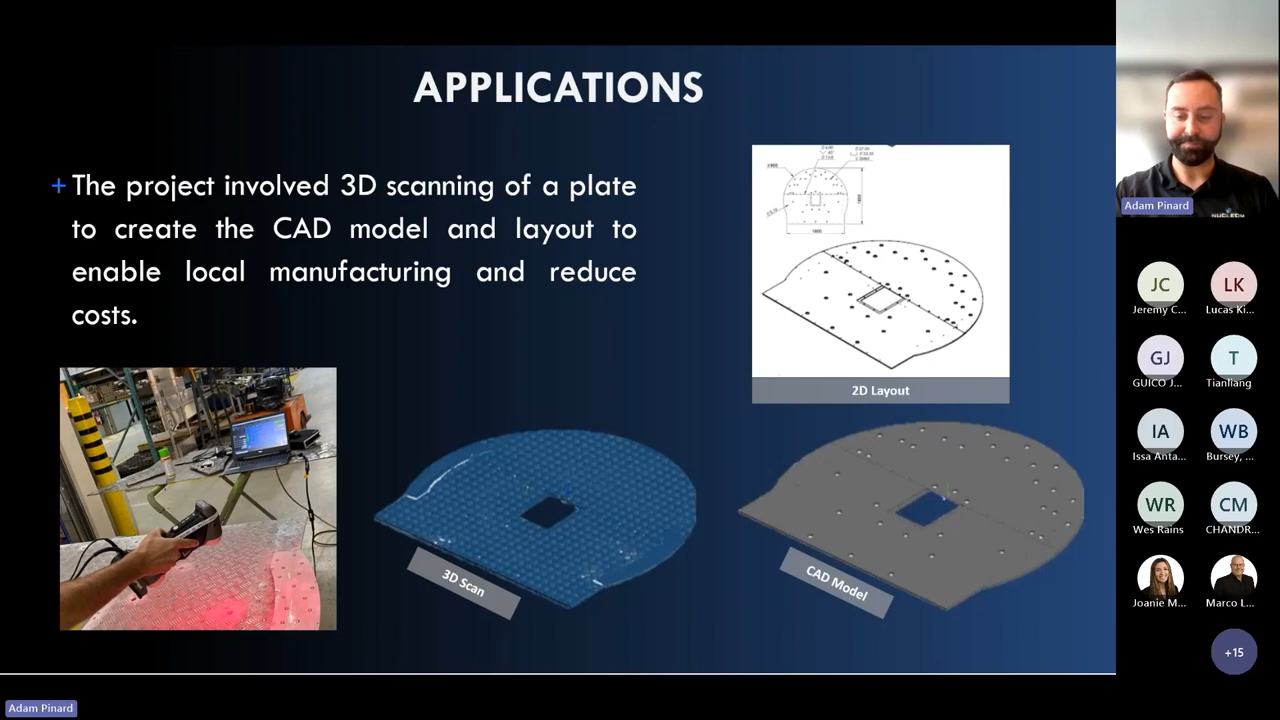 APPLICATIONS
+ The project involved 3D scanning of a plate
to create the CAD model and layout to
enable local manufacturing and reduce
costs.
1800
2D Layout
3D Scan
CAD Model
Adam Pinard
JC
LK
Jeremy C...
Lucas Ki...
GJ
T
GUICO J...
Tianliang
IA
WB
Issa Anta...
Bursey, ...
WR
CM
Wes Rains
CHANDR...
Joanie M...
Marco L...
+15
Adam Pinard